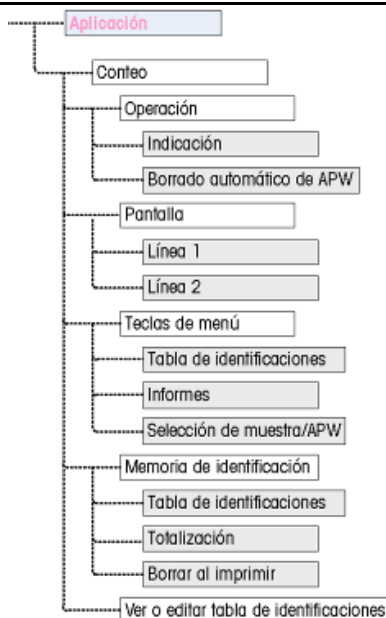 Aplicación
Conteo
Operación
Indicación
Borrado automático de APW
Pantalla
Línea 1
Línea 2
Teclas de menú
Tabla de identificaciones
Informes
Selección de muestra/APW
Memoria de identificación
Tabla de identificaciones
Totalización
Borrar al imprimir
Ver o editar tabla de identificaciones